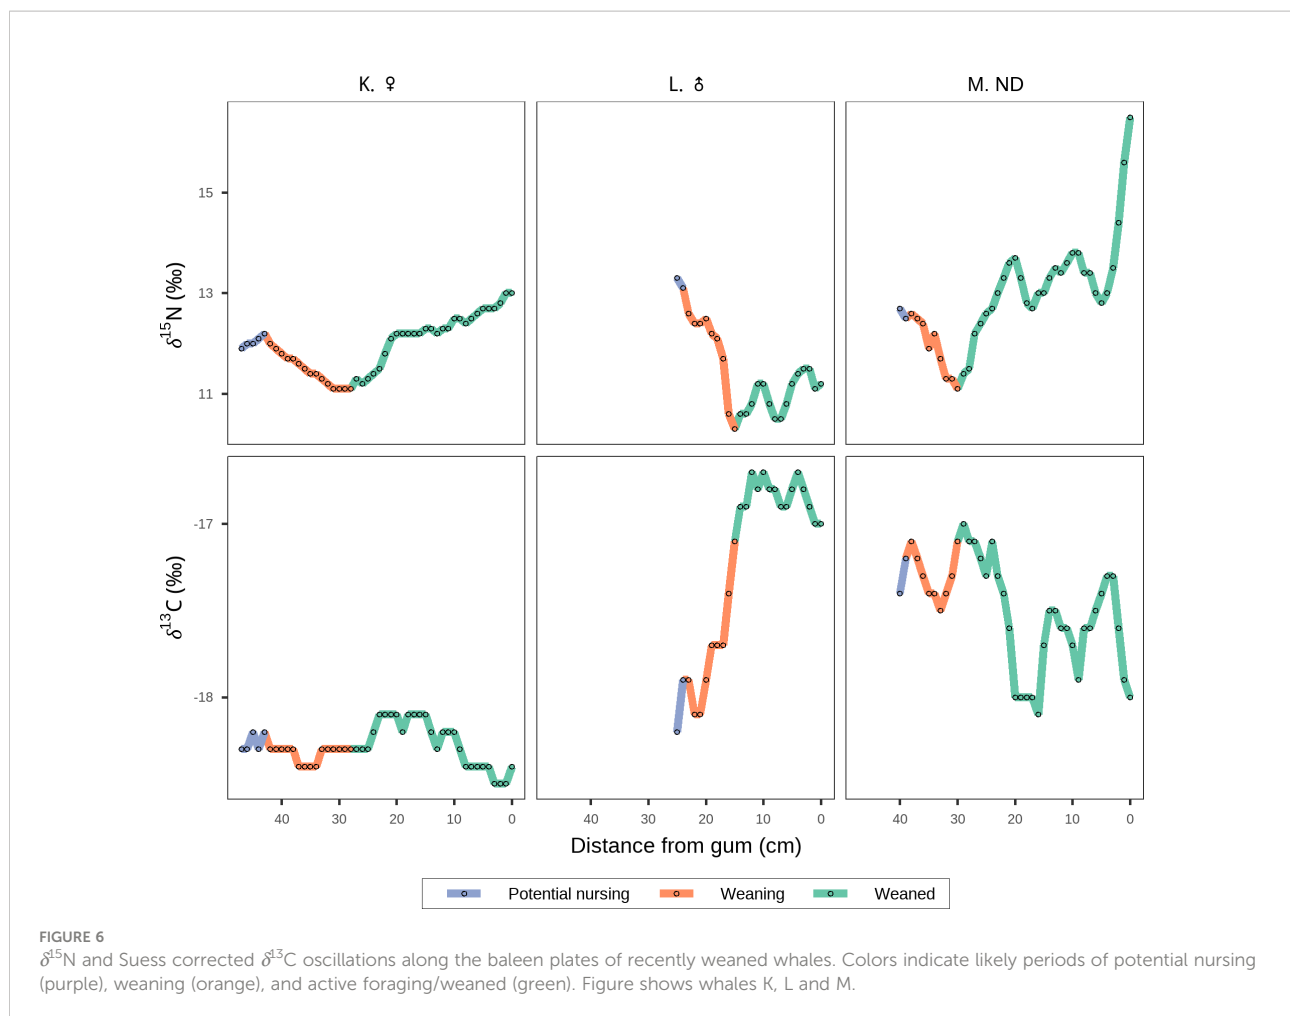 K. ♀ L. ♂ M. ND
15
13
11
δ15N (‰)
-17
-18
δ13C (‰)
40 30 20 10 0 40 30 20 10 0 40 30 20 10 0
Distance from gum (cm)
Potential nursing Weaning Weaned
FIGURE 6
δ15N and Suess corrected δ13C oscillations along the baleen plates of recently weaned whales. Colors indicate likely periods of potential nursing
(purple), weaning (orange), and active foraging/weaned (green). Figure shows whales K, L and M.